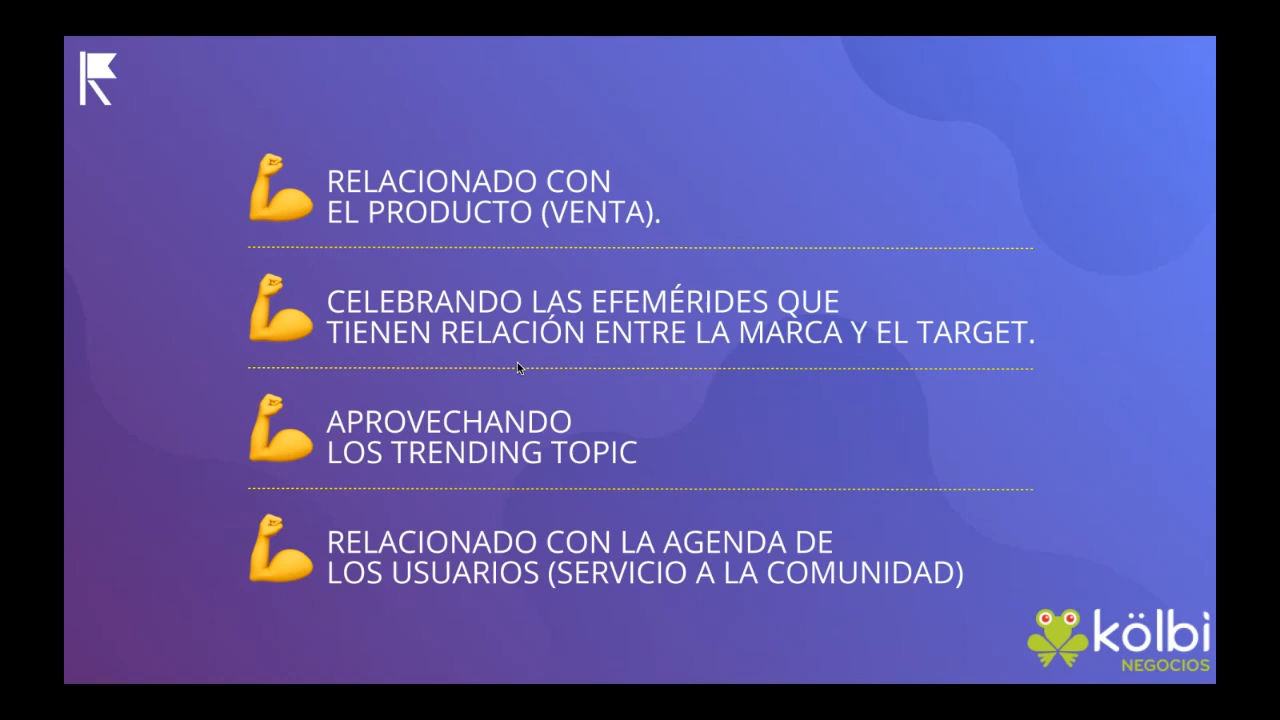 RELACIONADO CON
EL PRODUCTO (VENTA).
CELEBRANDO LAS EFEMÉRIDES QUE
TIENEN RELACIÓN ENTRE LA MARCA Y EL TARGET.
APROVECHANDO
LOS TRENDING TOPIC
RELACIONADO CON LA AGENDA DE
LOS USUARIOS (SERVICIO A LA COMUNIDAD)
kölbi
NEGOCIOS